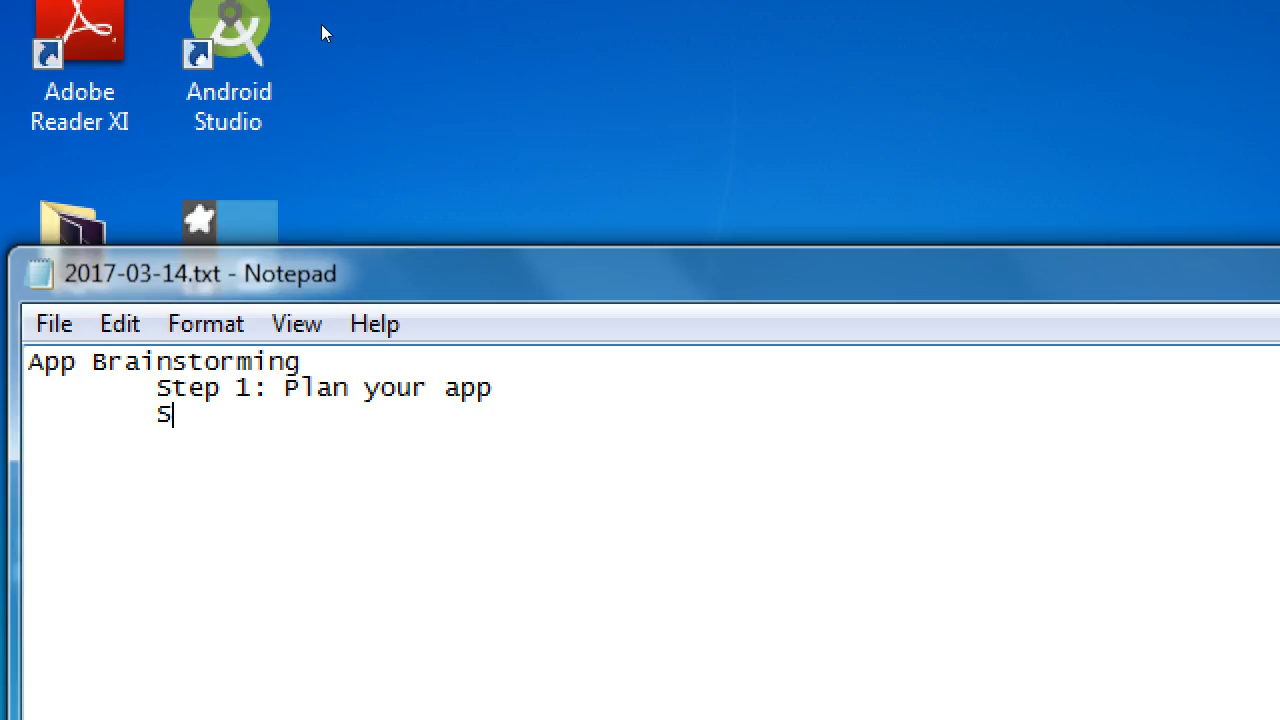 Adobe
Reader XI
Android
Studio
2017-03-14.txt - Notepad
File Edit Format View Help
App Brainstorming
Step 1: Plan your app
S